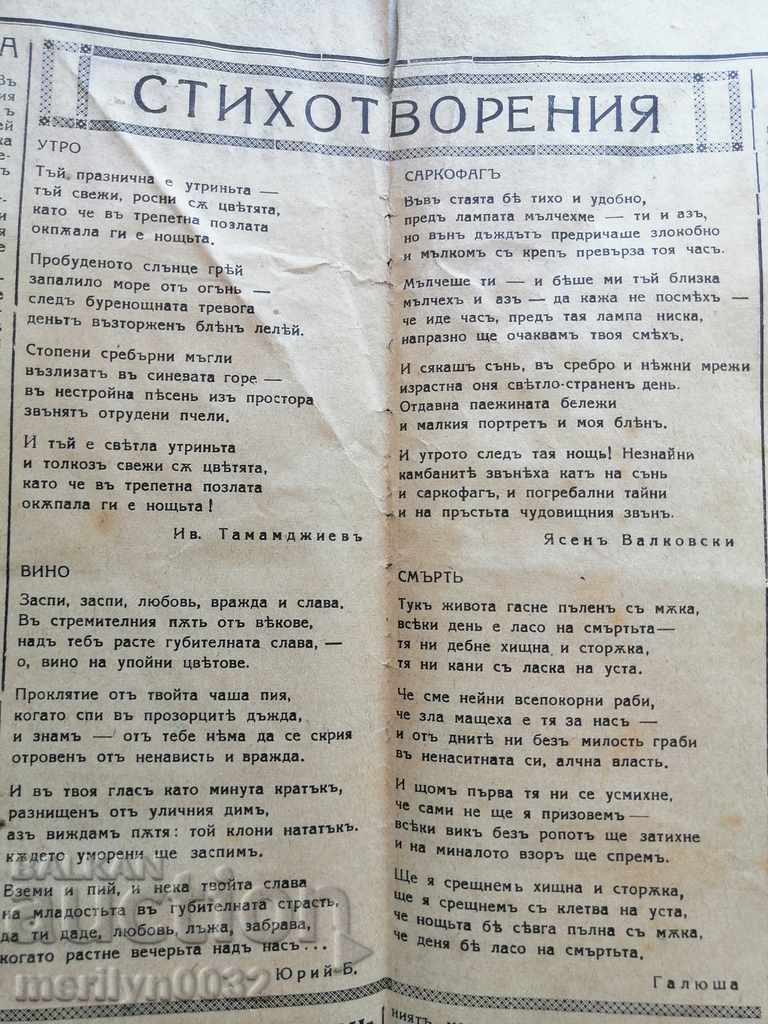 СТИХОТВОРЕНИЯ
УТРО
Тъй празнична е утриньта —
тъй свежи, росни сѫ цвѣтята,
като че въ трепетна позлата
окѫпала ги е нощьта.
Пробуденото слънце грѣй
запалило море отъ огънь —
следъ буренощната тревога
деньтъ възторженъ блѣнъ лелѣй.
Стопени сребърни мъгли
възлизатъ въ синевата горе —
въ нестройна пѣсень изъ простора
звънятъ отрудени пчели.
И тъй е свѣтла утриньта
и толкозъ свежи сѫ цвѣтята,
като че въ трепетна позлата
окѫпала ги е нощьта!
Ив. Тамамджиевъ
ВИНО
Заспи, заспи, любовь, вражда и слава.
Въ стремителния пѫть отъ вѣкове,
надъ тебъ расте губителната слава, —
о, вино на упойни цвѣтове.
Проклятие отъ твойта чаша пия,
когато спи въ прозорцитѣ дъжда,
и знамъ — отъ тебе нѣма да се скрия
отровенъ отъ ненависть и вражда.
И въ твоя гласъ като минута кратъкъ,
разнищенъ отъ уличния димъ,
азъ виждамъ пѫтя: той клони нататъкъ.
кѫдето уморени ще заспимъ.
Вземи и пий, и нека твойта слава
на младостьта въ губителната страсть,
да ти даде, любовь, лъжа, забрава,
когато растне вечерьта надъ насъ...
Юрий Б.
САРКОФАГЪ
Въвъ стаята бѣ тихо и удобно,
предъ лампата мълчехме — ти и азъ,
но вънъ дъждътъ предричаше злокобно
и мълкомъ съ крепъ превърза тоя часъ.
Мълчеше ти — и бѣше ми тъй близка
мълчехъ и азъ — да кажа не посмѣхъ —
че иде часъ, предъ тая лампа ниска,
напразно ще очаквамъ твоя смѣхъ.
И сякашъ сънь, въ сребро и нѣжни мрежи
израстна оня свѣтло-страненъ день.
Отдавна паежината бележи
и малкия портретъ и моя блѣнъ.
И утрото следъ тая нощь! Незнайни
камбанитѣ звънѣха катъ на сънь
и саркофагъ, и погребални тайни
и на пръстьта чудовищния звънъ.
Ясенъ Валковски
СМЪРТЬ
Тукъ живота гасне пъленъ съ мѫка,
всѣки день е ласо на смъртьта—
тя ни дебне хищна и сторѫка,
тя ни кани съ ласка на уста.
Че сме нейни всепокорни раби,
че зла мащеха е тя за насъ —
и отъ днитѣ ни безъ милость граби
въ ненаситната си, алчна власть.
И щомъ първа тя ни се усмихне,
че сами не ще я призовемъ—
всѣки викъ безъ ропотъ ще затихне
и на миналото взоръ ще спремъ.
Ще я срещнемъ хищна и сторѫка,
ще я срещнемъ съ клетва на уста,
че нощьта бѣ сѣвга пълна съ мѫка,
че деня бѣ ласо на смъртьта.
Галюша
ниятъ
BALKAN
auction
merilyn0032